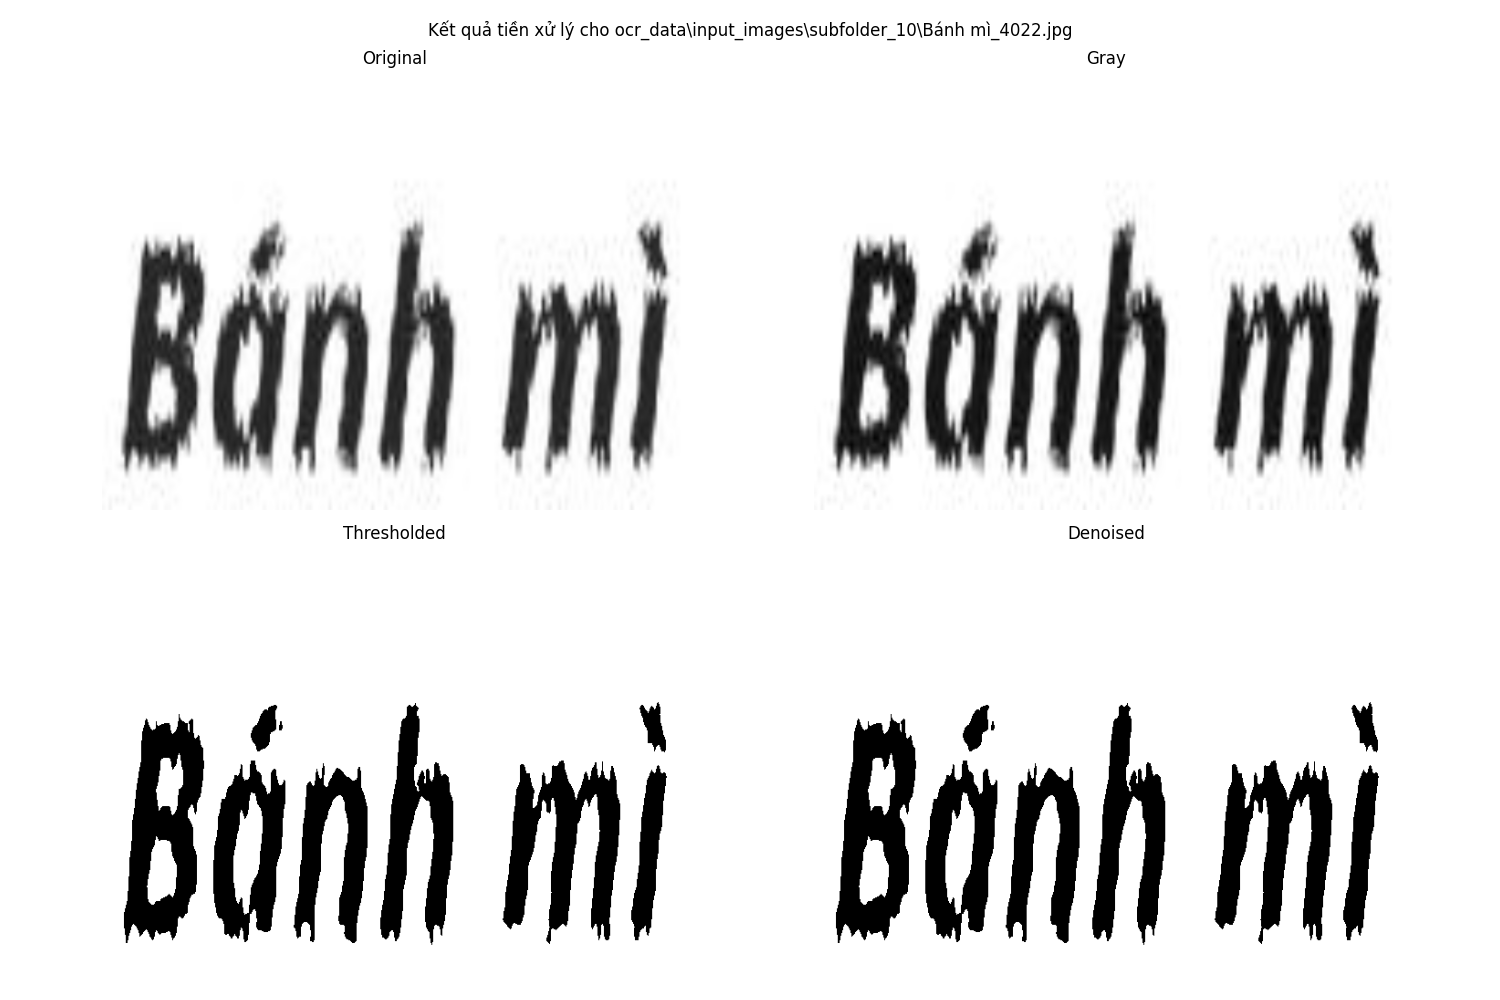 Kết quả tiền xử lý cho ocr_data\input_images\subfolder_10\Bánh mì_4022.jpg
Original
Gray
Bánh mì
Bánh mì
Thresholded
Denoised
Bánh mì
Bánh mì